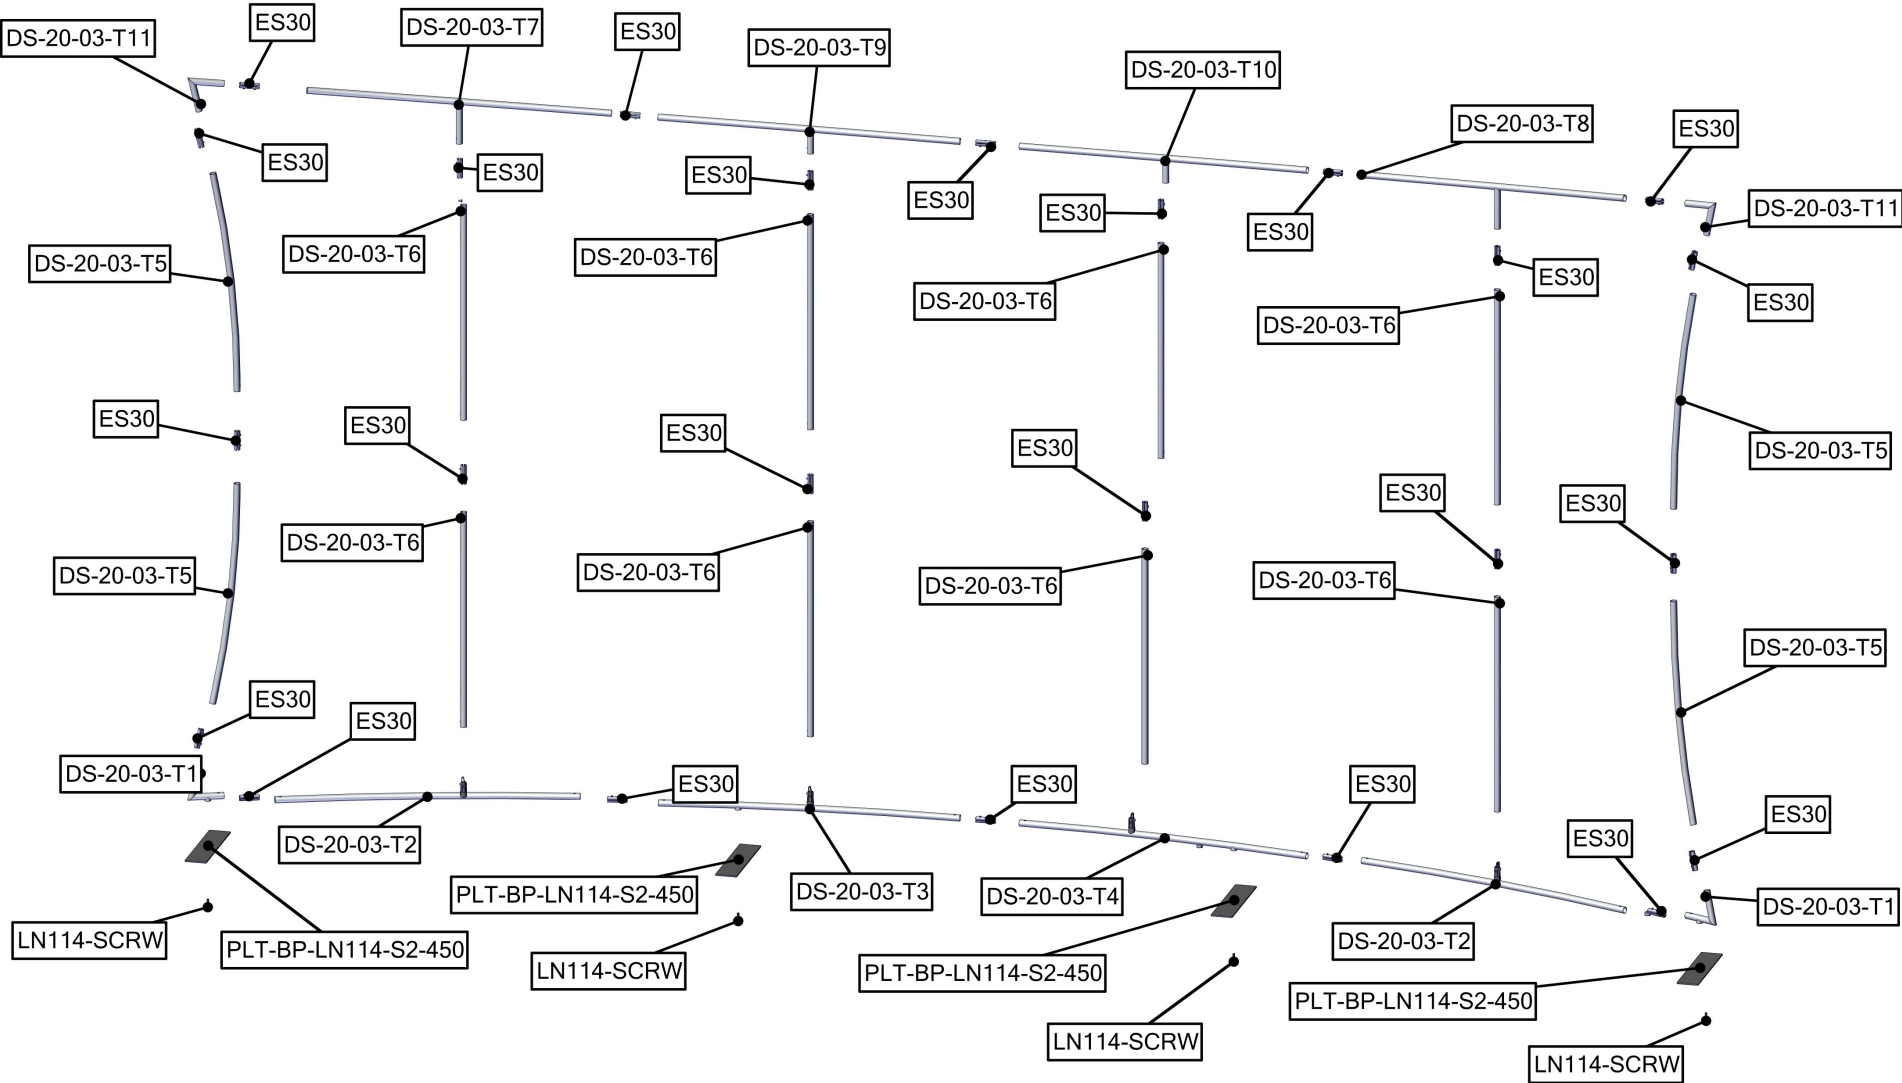 DS-20-03-T11
ES30
DS-20-03-T7
ES30
DS-20-03-T9
DS-20-03-T10
DS-20-03-T8
ES30
ES30
ES30
ES30
ES30
ES30
ES30
DS-20-03-T11
DS-20-03-T5
DS-20-03-T6
DS-20-03-T6
DS-20-03-T6
ES30
DS-20-03-T6
ES30
ES30
ES30
ES30
ES30
ES30
ES30
DS-20-03-T5
DS-20-03-T5
DS-20-03-T6
DS-20-03-T6
DS-20-03-T6
DS-20-03-T6
DS-20-03-T5
ES30
ES30
DS-20-03-T1
ES30
ES30
ES30
ES30
ES30
DS-20-03-T2
PLT-BP-LN114-S2-450
DS-20-03-T3
DS-20-03-T4
DS-20-03-T1
LN114-SCRW
PLT-BP-LN114-S2-450
LN114-SCRW
PLT-BP-LN114-S2-450
DS-20-03-T2
PLT-BP-LN114-S2-450
LN114-SCRW
LN114-SCRW